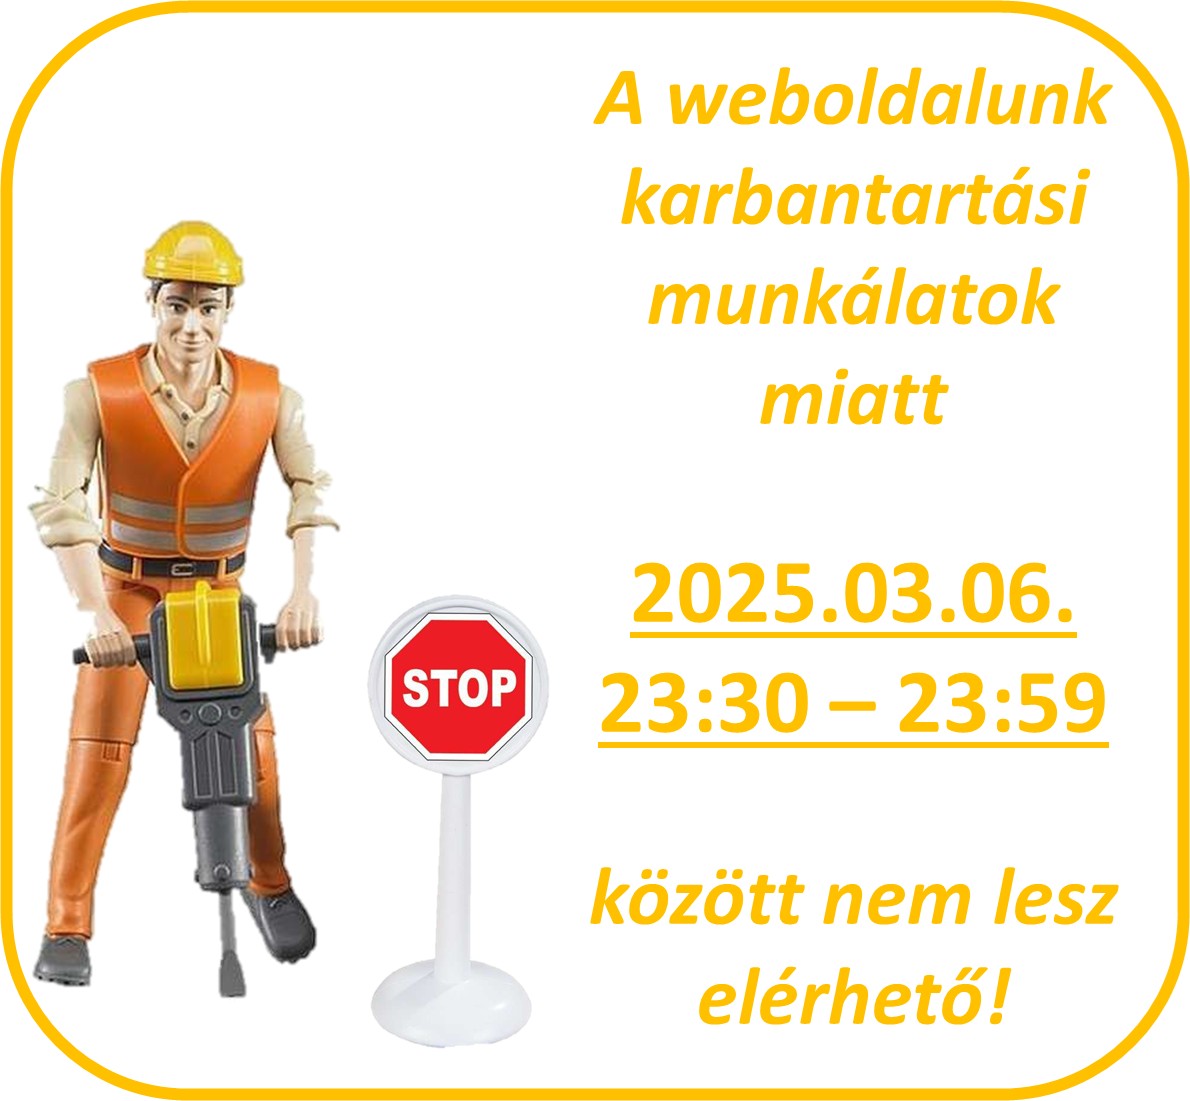 A weboldalunk
karbantartási
munkálatok
miatt
2025.03.06.
23:30 – 23:59
STOP
között nem lesz
elérhető!